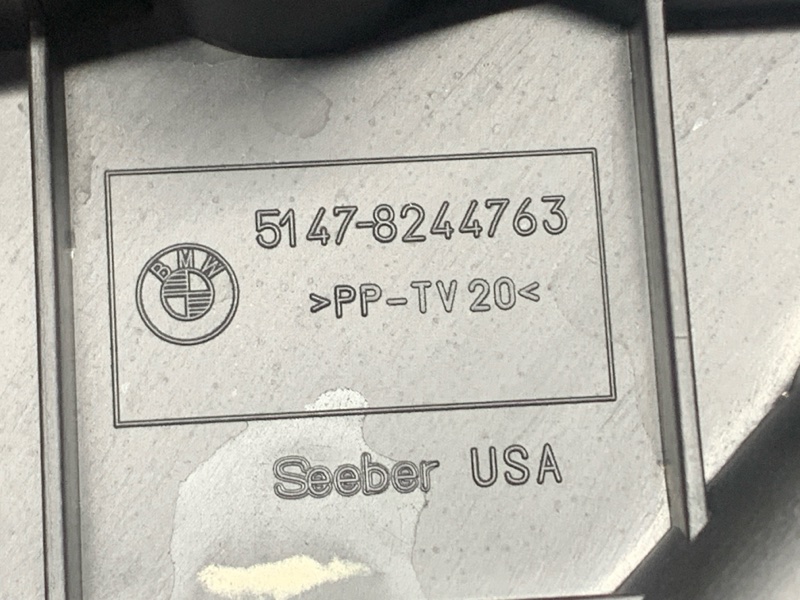 5147-8244763
BMW
>PP-TV20<
Seeber USA